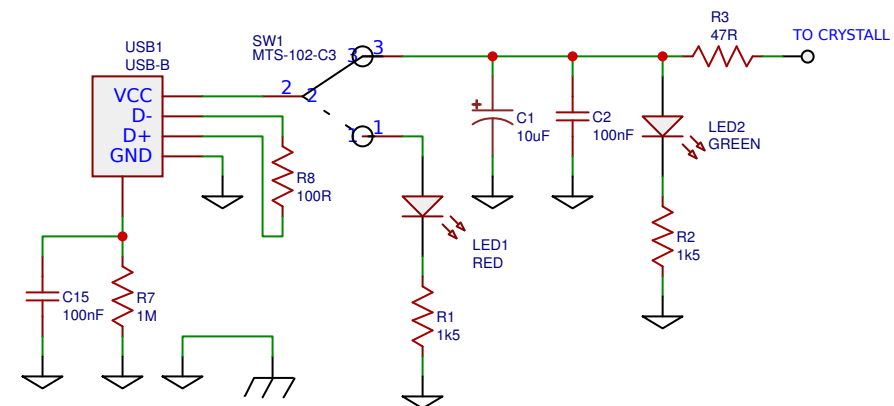 USB1
USB-B
VCC
D-
D+
GND
SW1
MTS-102-C3
2
2
3
3
1
1
R3
47R
TO CRYSTALL
C1
10uF
C2
100nF
LED2
GREEN
R8
100R
LED1
RED
R2
1k5
C15
100nF
R7
1M
R1
1k5